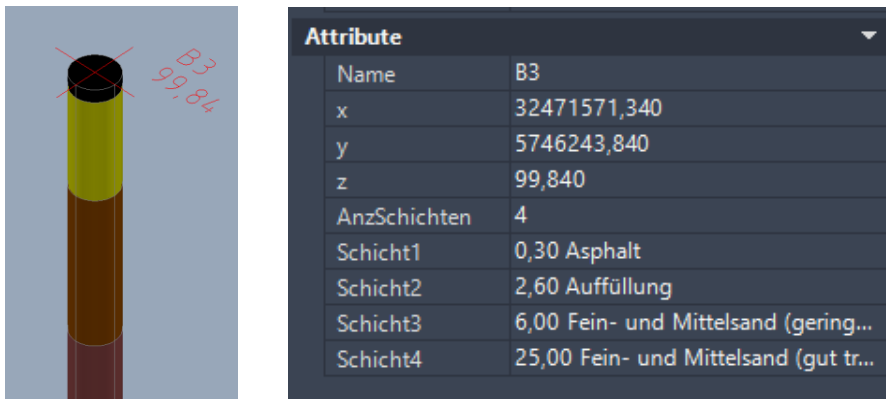 B3
99,84
Attribute
Name B3
x 32471571,340
y 5746243,840
z 99,840
AnzSchichten 4
Schicht1 0,30 Asphalt
Schicht2 2,60 Auffüllung
Schicht3 6,00 Fein- und Mittelsand (gering...
Schicht4 25,00 Fein- und Mittelsand (gut tr...